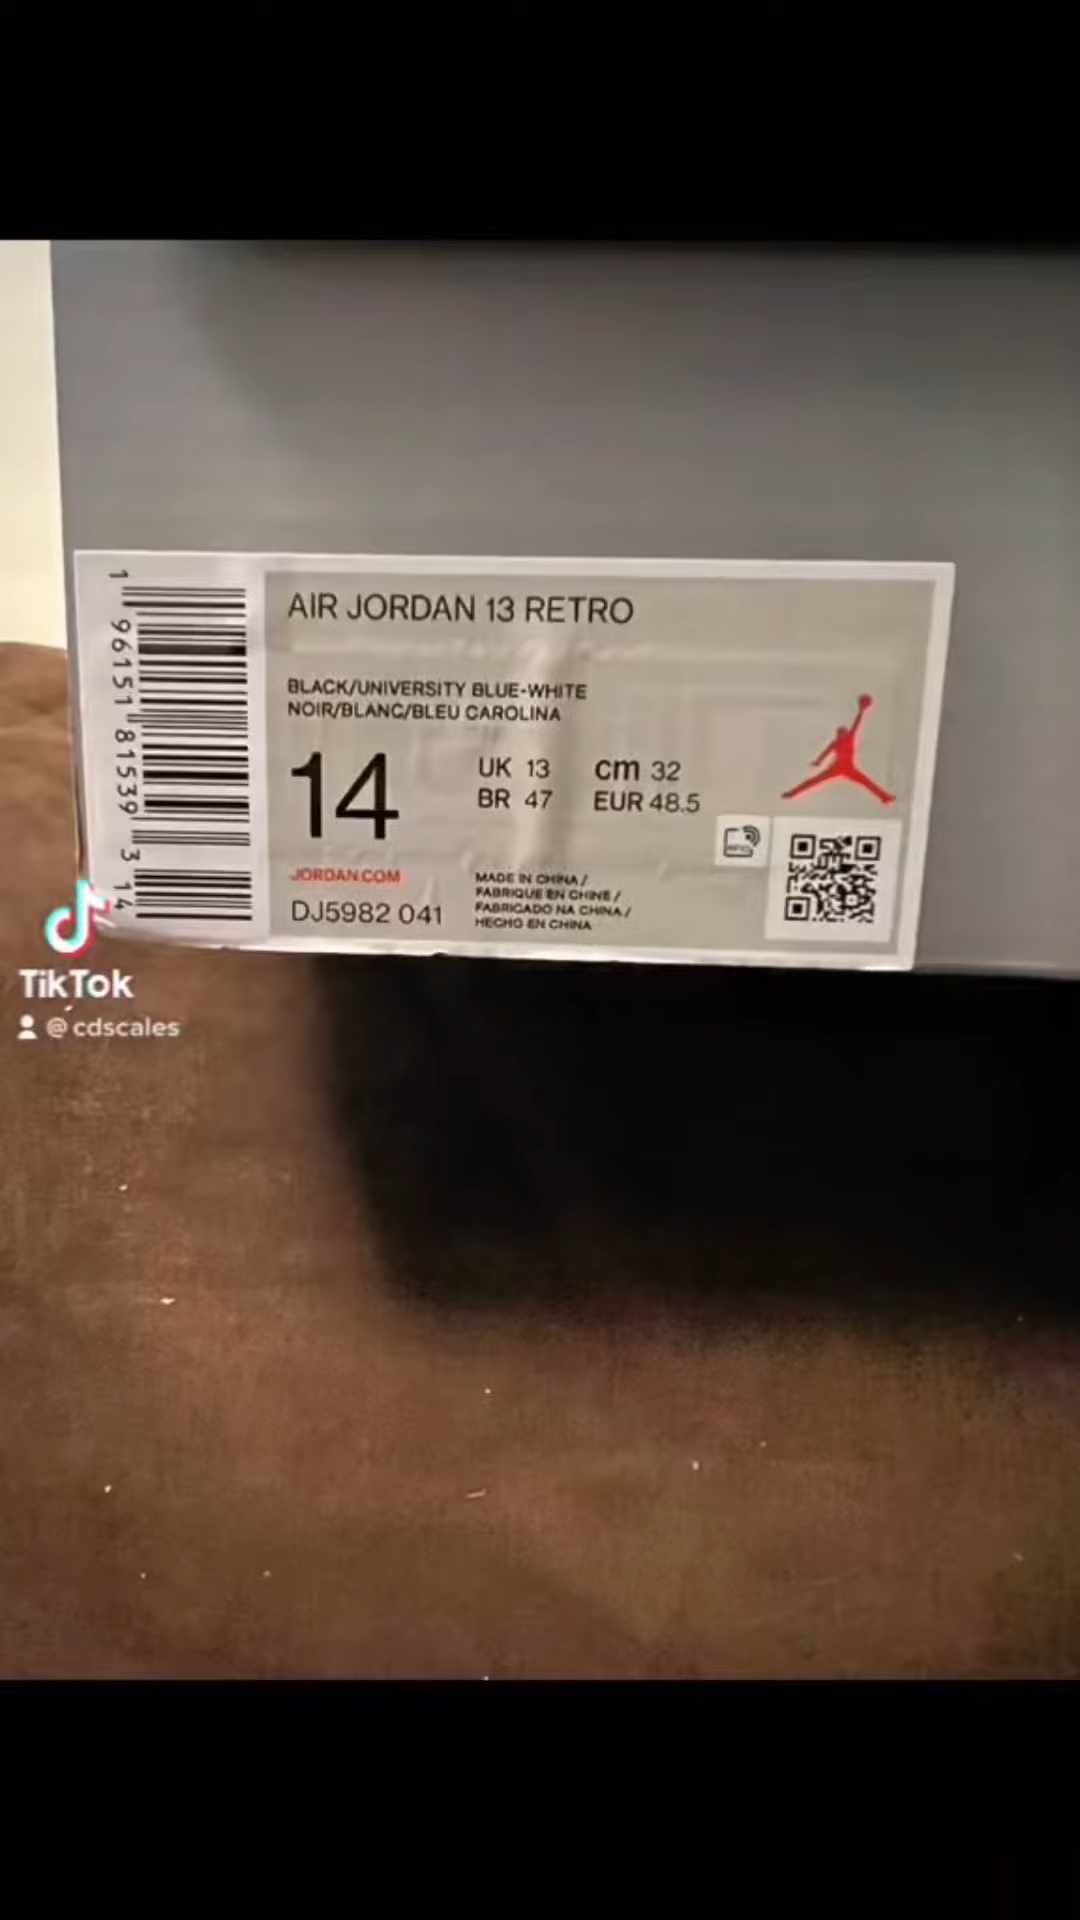 AIR JORDAN 13 RETRO
BLACK/UNIVERSITY BLUE-WHITE
NOIR/BLANC/BLEU CAROLINA
14
UK 13 cm 32
BR 47 EUR 48.5
JORDAN.COM
DJ5982 041
MADE IN CHINA /
FABRIQUE EN CHINE /
FABRICADO NA CHINA /
HECHO EN CHINA
1 96151 81539 3 14
TikTok
@cdscales